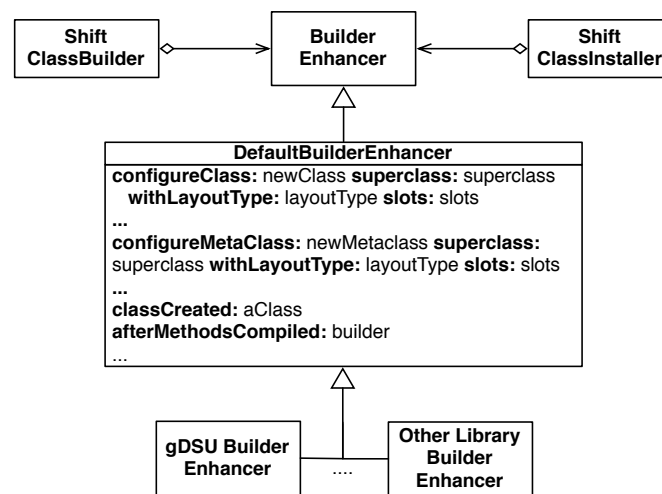 Shift
ClassBuilder
Builder
Enhancer
Shift
ClassInstaller
DefaultBuilderEnhancer
configureClass: newClass superclass: superclass
withLayoutType: layoutType slots: slots
...
configureMetaClass: newMetaclass superclass:
superclass withLayoutType: layoutType slots: slots
...
classCreated: aClass
afterMethodsCompiled: builder
...
gDSU Builder
Enhancer
....
Other Library
Builder
Enhancer